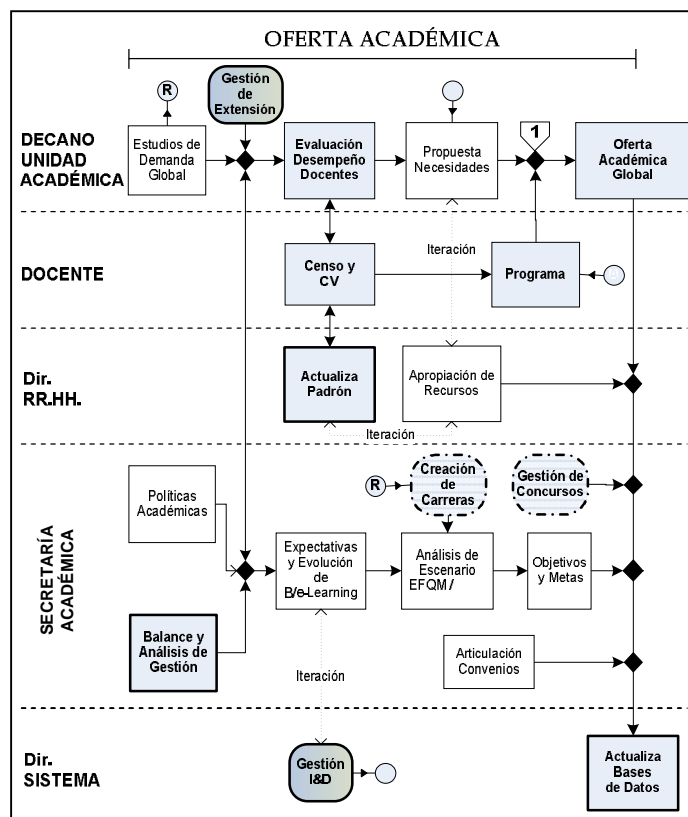 OFERTA ACADÉMICA
R
Gestión
de
Extensión
1
DECANO
UNIDAD
ACADÉMICA
Estudios de
Demanda
Global
Evaluación
Desempeño
Docentes
Propuesta
Necesidades
Oferta
Académica
Global
Iteración
DOCENTE
Censo y
CV
Programa
Dir.
RR.HH.
Actualiza
Padrón
Apropiación de
Recursos
Iteración
SECRETARÍA
ACADÉMICA
Políticas
Académicas
R
Creación
de
Carreras
Gestión de
Concursos
Expectativas
y Evolución
de
B/e-Learning
Análisis de
Escenario
EFQM/
Objetivos
y Metas
Balance y
Análisis de
Gestión
Articulación
Convenios
Iteración
Dir.
SISTEMA
Gestión
I&D
Actualiza
Bases
de Datos